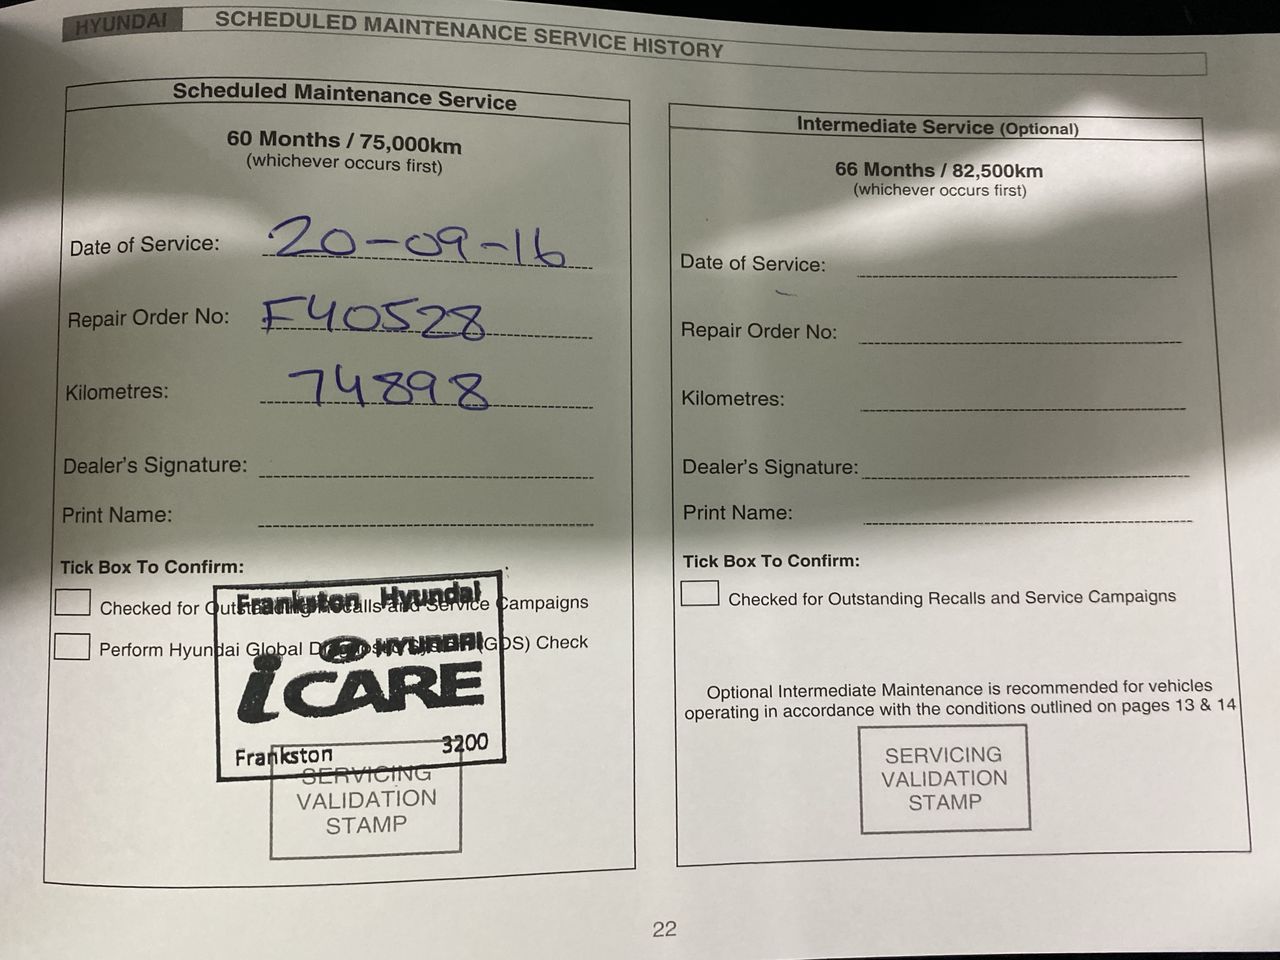 HYUNDAI SCHEDULED MAINTENANCE SERVICE HISTORY
Scheduled Maintenance Service
60 Months / 75,000km
(whichever occurs first)
Date of Service: 20-09-16
Repair Order No: F40528
Kilometres: 74898
Dealer's Signature:
Print Name:
Tick Box To Confirm:
Checked for Outstanding Recalls and Service Campaigns
Perform Hyundai Global (GDS) Check
Frankston Hyundai
HYUNDAI
iCARE
Frankston 3200
SERVICING
VALIDATION
STAMP
Intermediate Service (Optional)
66 Months / 82,500km
(whichever occurs first)
Date of Service:
Repair Order No:
Kilometres:
Dealer's Signature:
Print Name:
Tick Box To Confirm:
Checked for Outstanding Recalls and Service Campaigns
Optional Intermediate Maintenance is recommended for vehicles
operating in accordance with the conditions outlined on pages 13 & 14
SERVICING
VALIDATION
STAMP
22